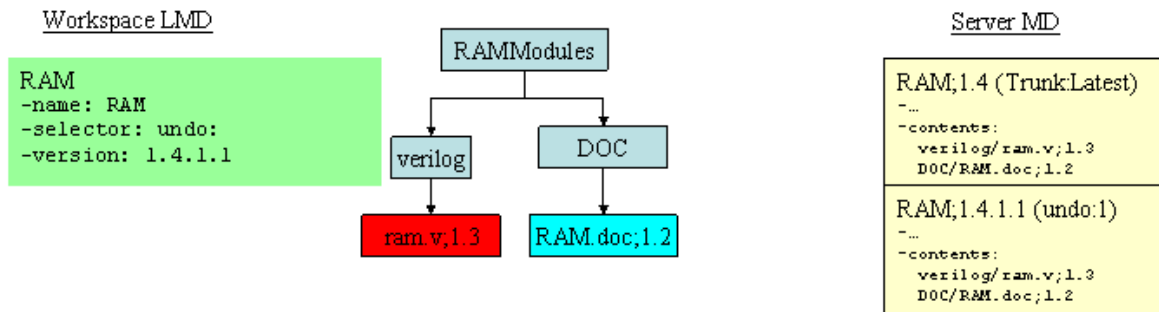 Workspace LMD
RAM
-name: RAM
-selector: undo:
-version: 1.4.1.1
RAMModules
verilog
DOC
ram.v;1.3
RAM.doc;1.2
Server MD
RAM;1.4 (Trunk:Latest)
-…
-contents:
verilog/ram.v;1.3
DOC/RAM.doc;1.2
RAM;1.4.1.1 (undo:1)
-…
-contents:
verilog/ram.v;1.3
DOC/RAM.doc;1.2